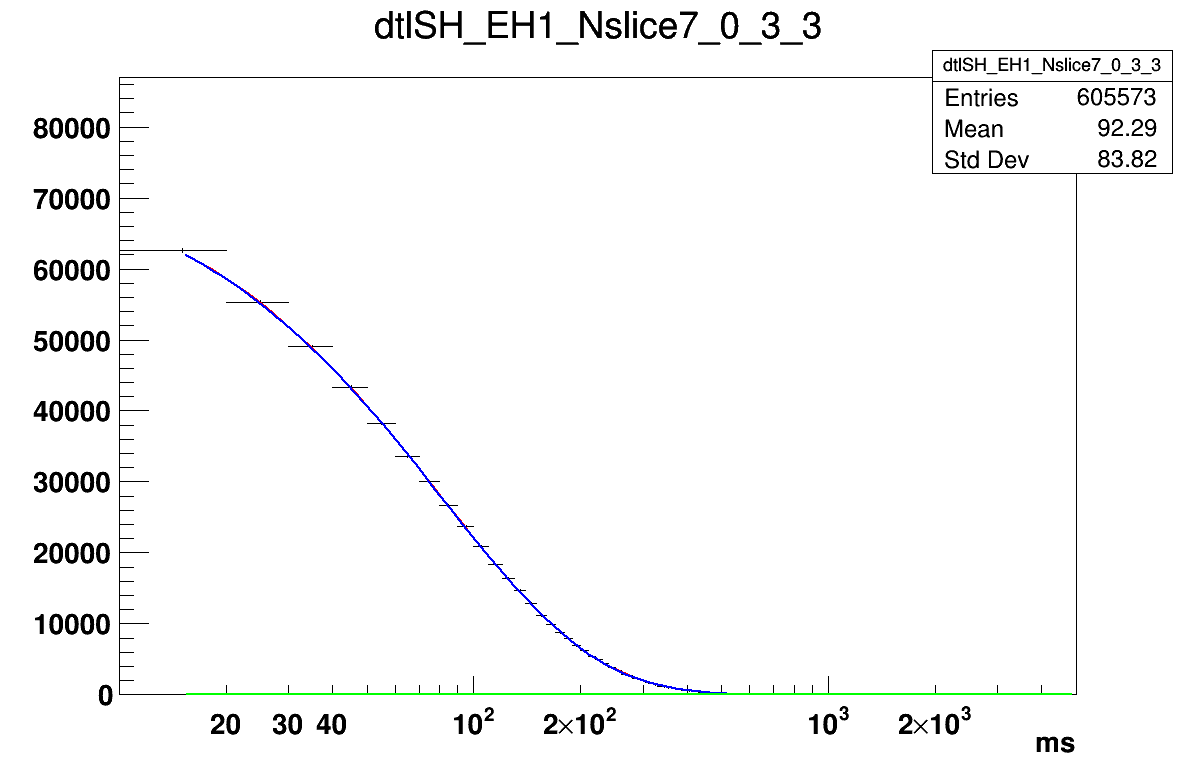 dtlSH_EH1_Nslice7_0_3_3
dtlSH_EH1_Nslice7_0_3_3
Entries 605573
Mean 92.29
Std Dev 83.82
80000
70000
60000
50000
40000
30000
20000
10000
0
20 30 40 10² 2×10² 10³ 2×10³
ms